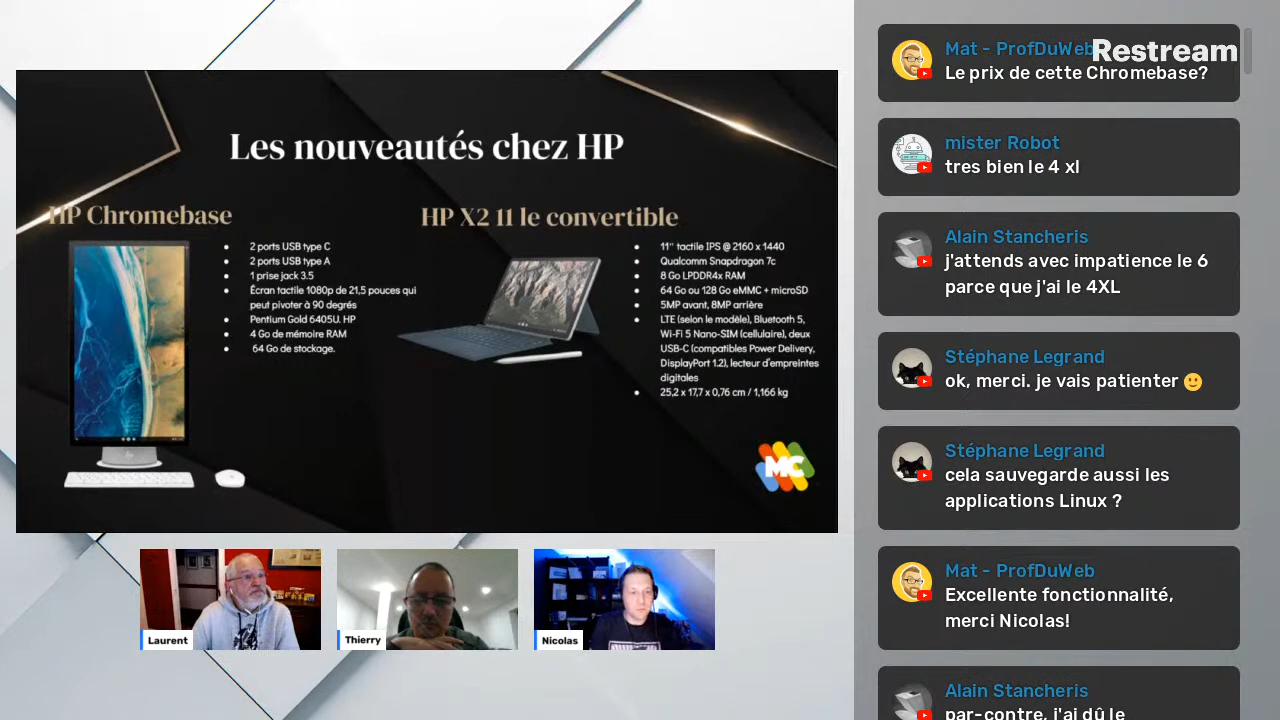 Les nouveautés chez HP
HP Chromebase
2 ports USB type C
2 ports USB type A
1 prise jack 3.5
Écran tactile 1080p de 21,5 pouces qui
peut pivoter à 90 degrés
Pentium Gold 6405U. HP
4 Go de mémoire RAM
64 Go de stockage.
HP X2 11 le convertible
11'' tactile IPS @ 2160 x 1440
Qualcomm Snapdragon 7c
8 Go LPDDR4x RAM
64 Go ou 128 Go eMMC + microSD
5MP avant, 8MP arrière
LTE (selon le modèle), Bluetooth 5,
Wi-Fi 5 Nano-SIM (cellulaire), deux
USB-C (compatibles Power Delivery,
DisplayPort 1.2), lecteur d'empreintes
digitales
25,2 x 17,7 x 0,76 cm / 1,166 kg
MC
Laurent
Thierry
Nicolas
Restream
Mat - ProfDuWeb
Le prix de cette Chromebase?
mister Robot
tres bien le 4 xl
Alain Stancheris
j'attends avec impatience le 6
parce que j'ai le 4XL
Stéphane Legrand
ok, merci. je vais patienter 🙂
Stéphane Legrand
cela sauvegarde aussi les
applications Linux ?
Mat - ProfDuWeb
Excellente fonctionnalité,
merci Nicolas!
Alain Stancheris
par-contre, j'ai dû le